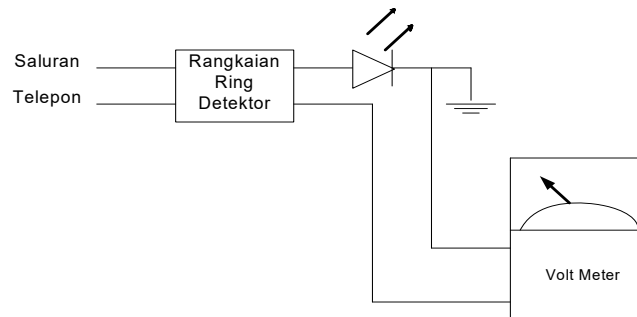 Saluran
Telepon
Rangkaian
Ring
Detektor
Volt Meter